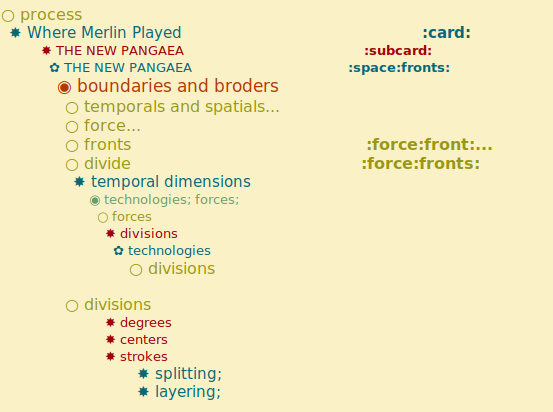 ○ process
✸ Where Merlin Played :card:
✸ THE NEW PANGAEA :subcard:
✿ THE NEW PANGAEA :space:fronts:
◉ boundaries and broders
○ temporals and spatials...
○ force...
○ fronts :force:front:...
○ divide :force:fronts:
✸ temporal dimensions
◉ technologies; forces;
○ forces
✸ divisions
✿ technologies
○ divisions
○ divisions
✸ degrees
✸ centers
✸ strokes
✸ splitting;
✸ layering;